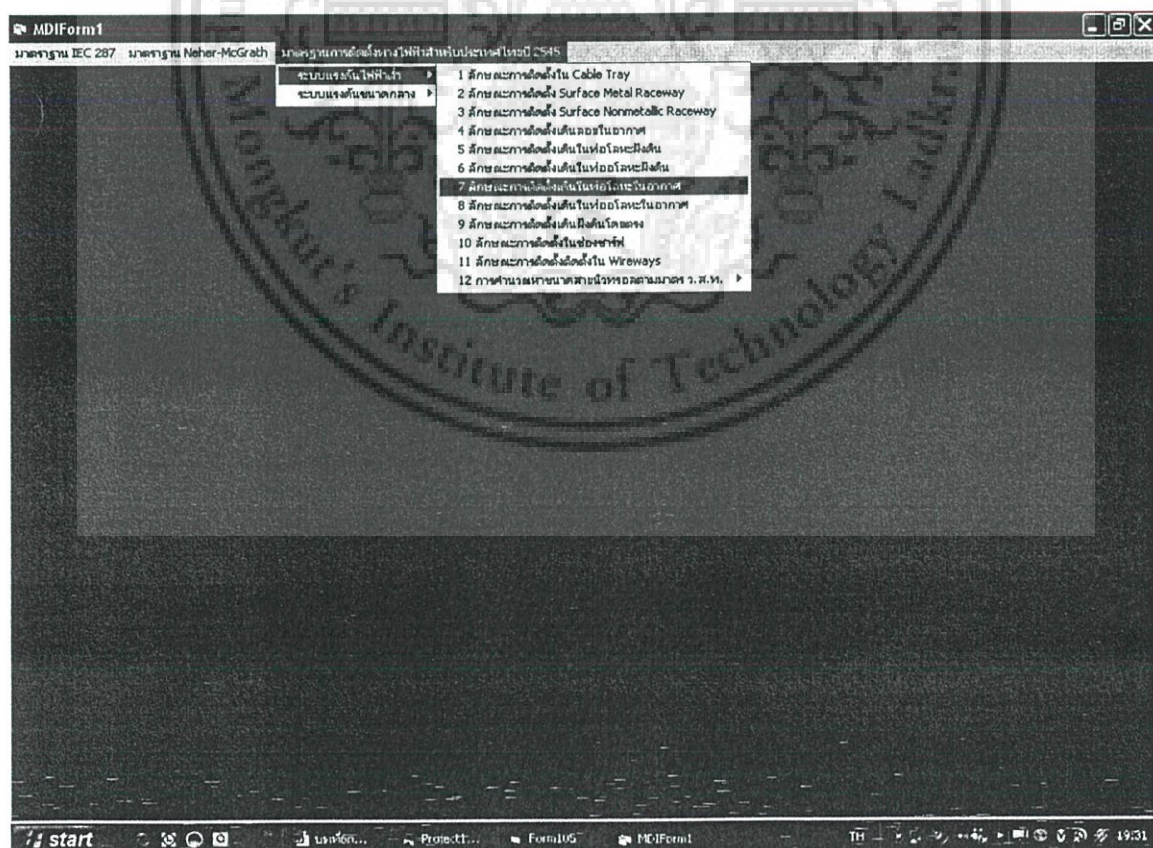 MDIForm1
มาตราฐาน IEC 287 มาตราฐาน Neher-McGrath มาตรฐานการติดตั้งทางไฟฟ้าสำหรับประเทศไทยปี 2545
ระบบแรงดันไฟฟ้าต่ำ
ระบบแรงดันขนาดกลาง
1 ลักษณะการติดตั้งใน Cable Tray
2 ลักษณะการติดตั้ง Surface Metal Raceway
3 ลักษณะการติดตั้ง Surface Nonmetallic Raceway
4 ลักษณะการติดตั้งเดินลอยในอากาศ
5 ลักษณะการติดตั้งเดินในท่อโลหะฝังดิน
6 ลักษณะการติดตั้งเดินในท่ออโลหะฝังดิน
7 ลักษณะการติดตั้งเดินในท่อโลหะในอากาศ
8 ลักษณะการติดตั้งเดินในท่ออโลหะในอากาศ
9 ลักษณะการติดตั้งเดินฝังดินโดยตรง
10 ลักษณะการติดตั้งในช่องชาร์ฟ
11 ลักษณะการติดตั้งติดตั้งใน Wireways
12 การคำนวณหาขนาดสายนิวทรอลตามมาตร ว.ส.ท.
Mongkut's Institute of Technology Ladkra
start
Project1...
Form105
MDIForm1
TH
19:31